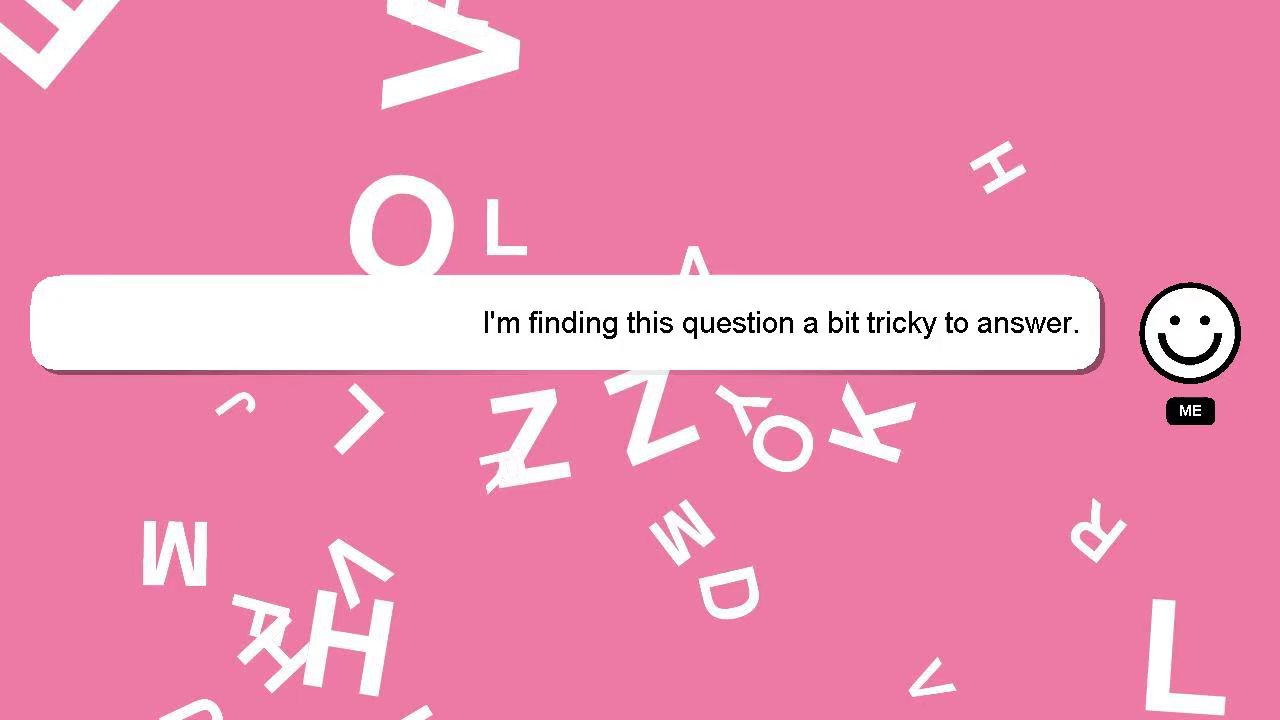 I'm finding this question a bit tricky to answer.
ME
E
V
O
L
A
H
J
L
Z
Z
Y
O
K
M
D
R
M
V
H
L
V